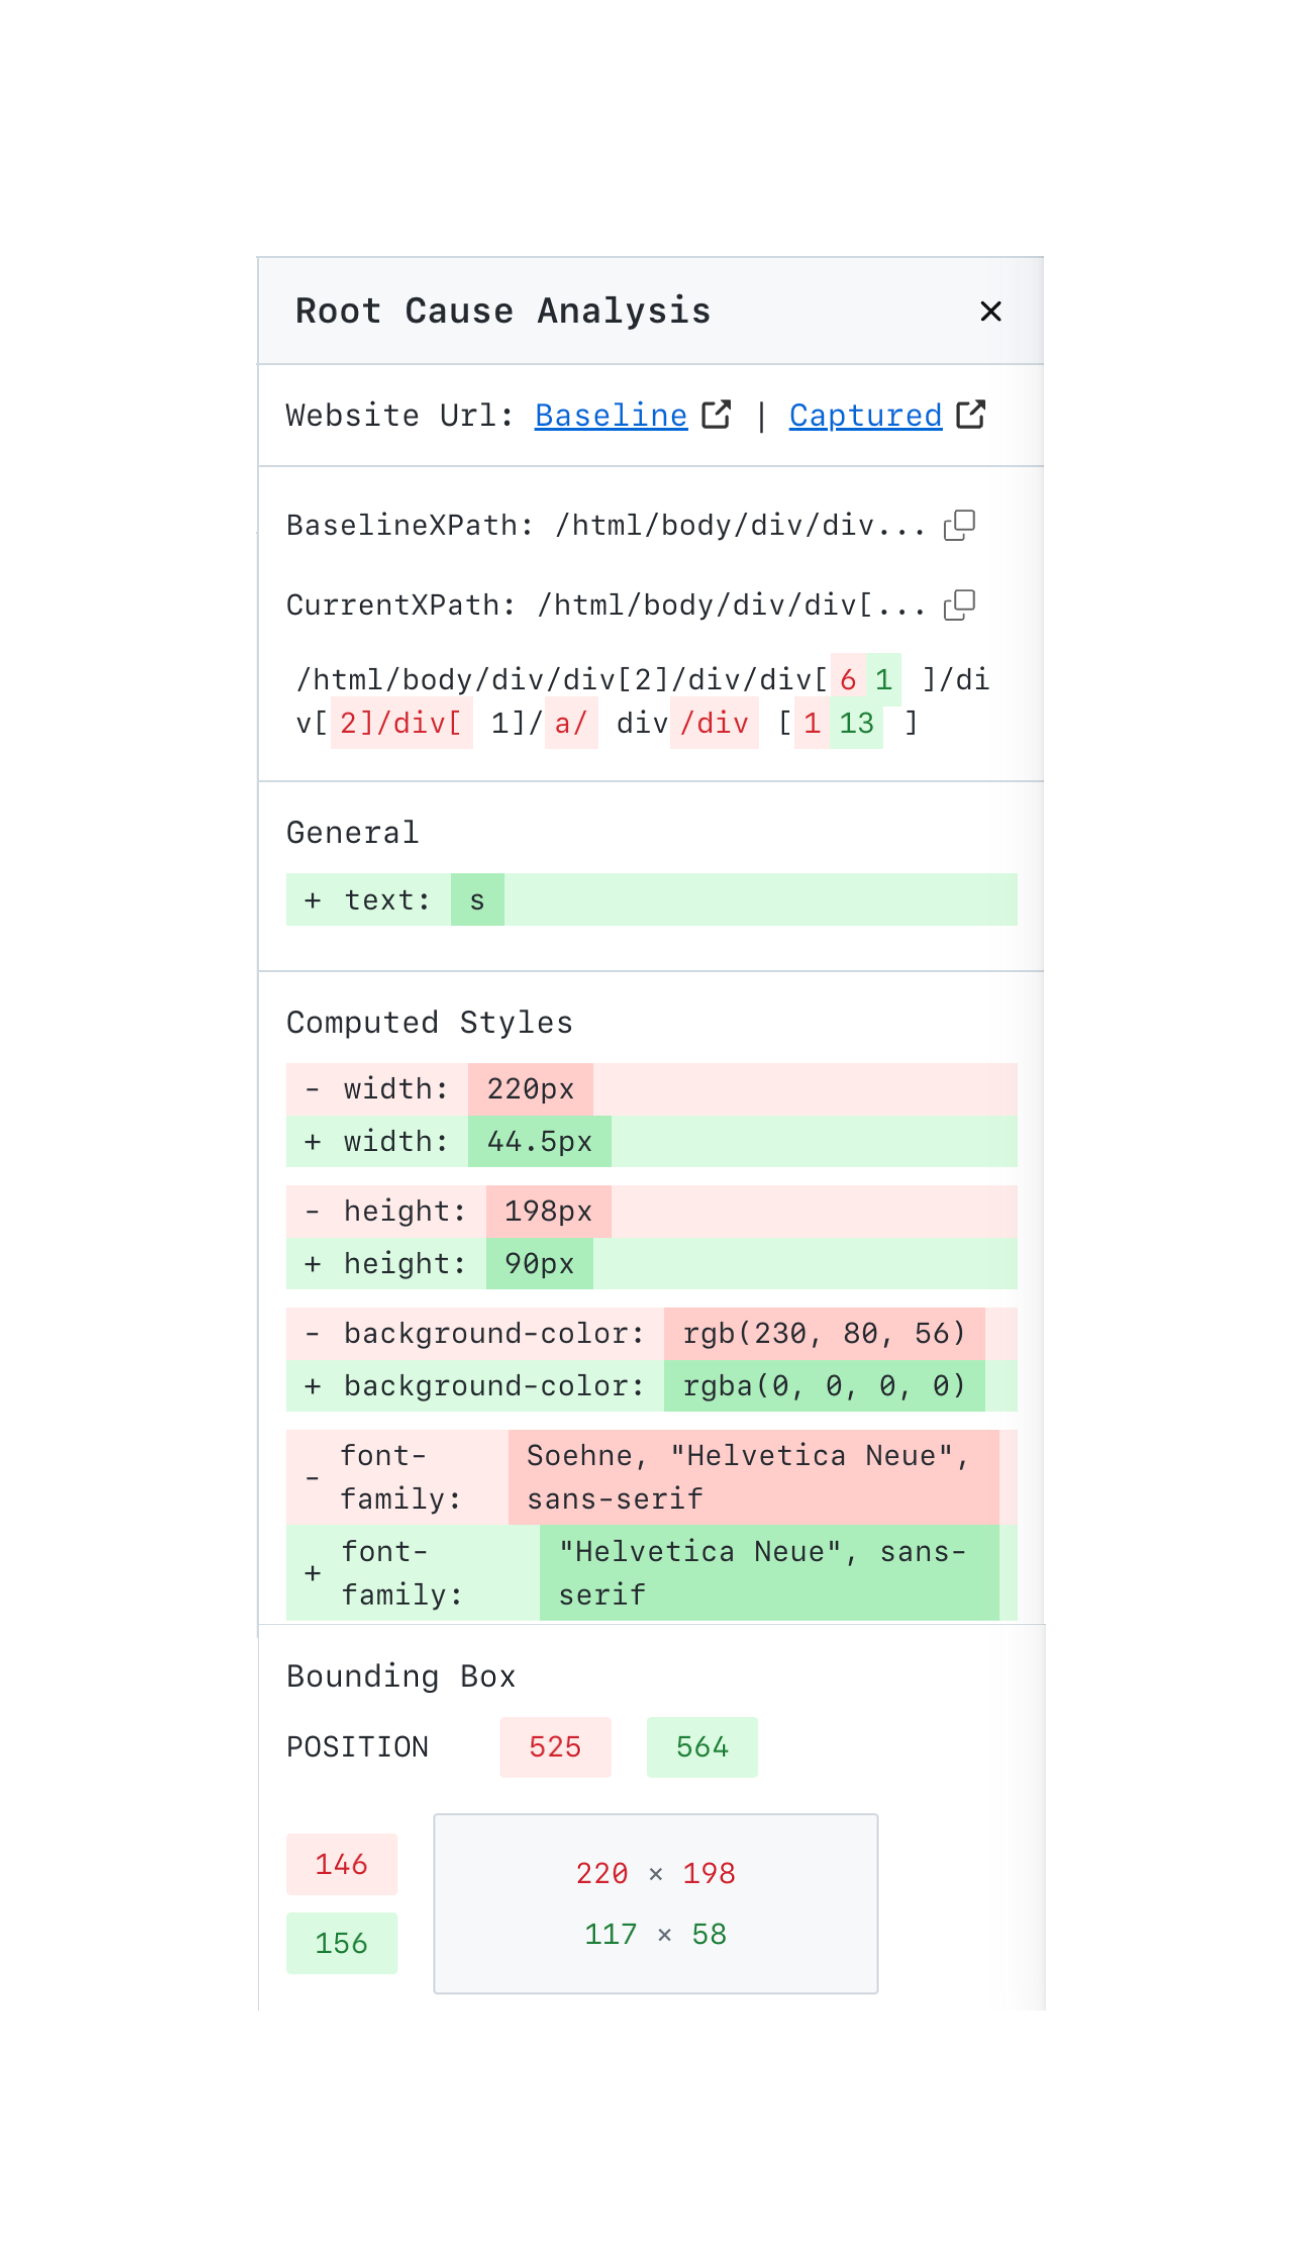 Root Cause Analysis ×
Website Url: Baseline | Captured
BaselineXPath: /html/body/div/div...
CurrentXPath: /html/body/div/div[...
/html/body/div/div[2]/div/div[ 6 1 ]/di
v[ 2]/div[ 1]/ a/ div /div [ 1 13 ]
General
+ text: s
Computed Styles
- width: 220px
+ width: 44.5px
- height: 198px
+ height: 90px
- background-color: rgb(230, 80, 56)
+ background-color: rgba(0, 0, 0, 0)
- font-family: Soehne, "Helvetica Neue",
sans-serif
+ font-family: "Helvetica Neue", sans-
serif
Bounding Box
POSITION 525 564
146
220 × 198
117 × 58
156